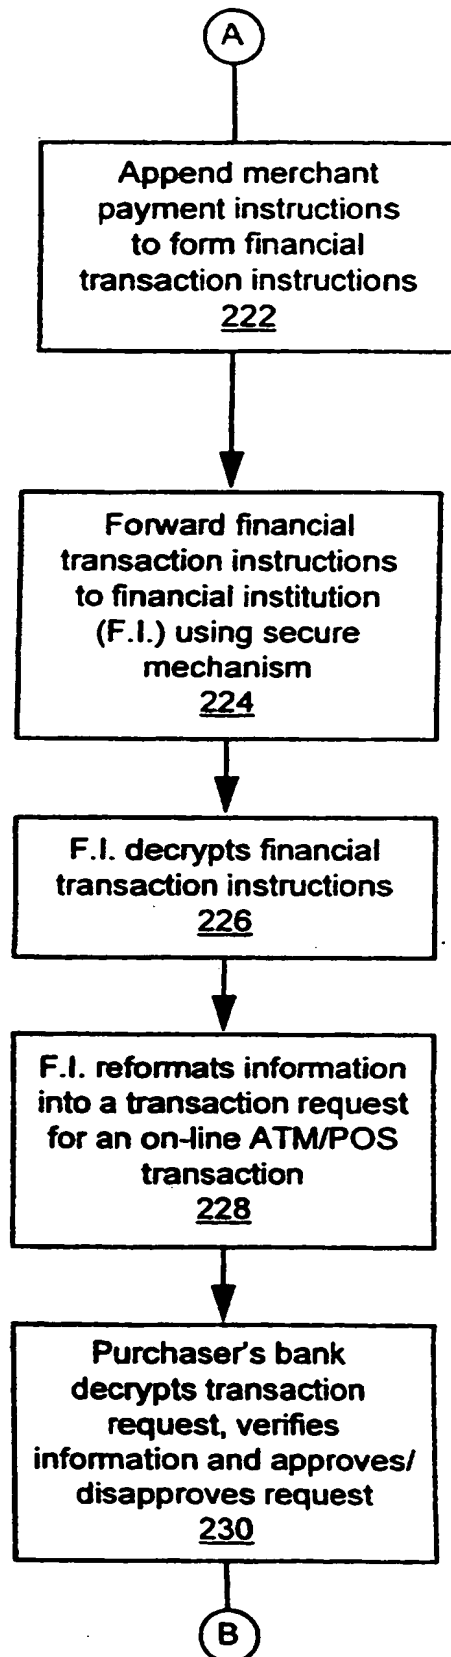 A
Append merchant
payment instructions
to form financial
transaction instructions
222
Forward financial
transaction instructions
to financial institution
(F.I.) using secure
mechanism
224
F.I. decrypts financial
transaction instructions
226
F.I. reformats information
into a transaction request
for an on-line ATM/POS
transaction
228
Purchaser's bank
decrypts transaction
request, verifies
information and approves/
disapproves request
230
B